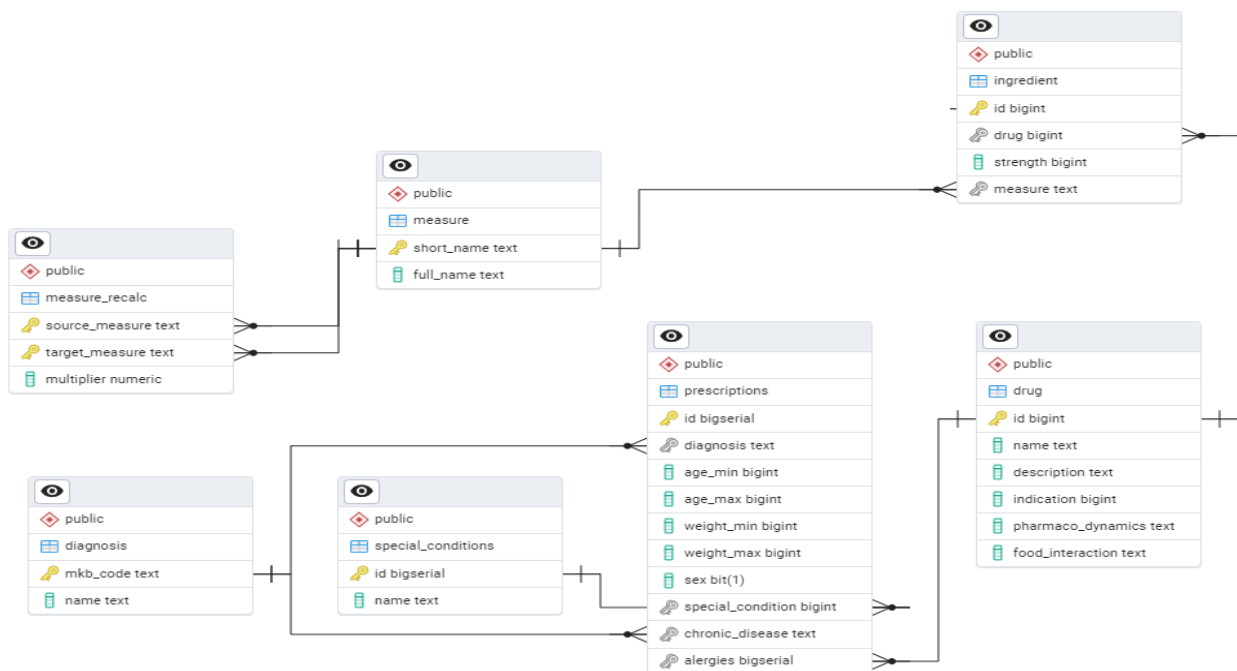 public
ingredient
id bigint
drug bigint
strength bigint
measure text
public
measure
short_name text
full_name text
public
measure_recalc
source_measure text
target_measure text
multiplier numeric
public
prescriptions
id bigserial
diagnosis text
age_min bigint
age_max bigint
weight_min bigint
weight_max bigint
sex bit(1)
special_condition bigint
chronic_disease text
alergies bigserial
public
drug
id bigint
name text
description text
indication bigint
pharmaco_dynamics text
food_interaction text
public
diagnosis
mkb_code text
name text
public
special_conditions
id bigserial
name text